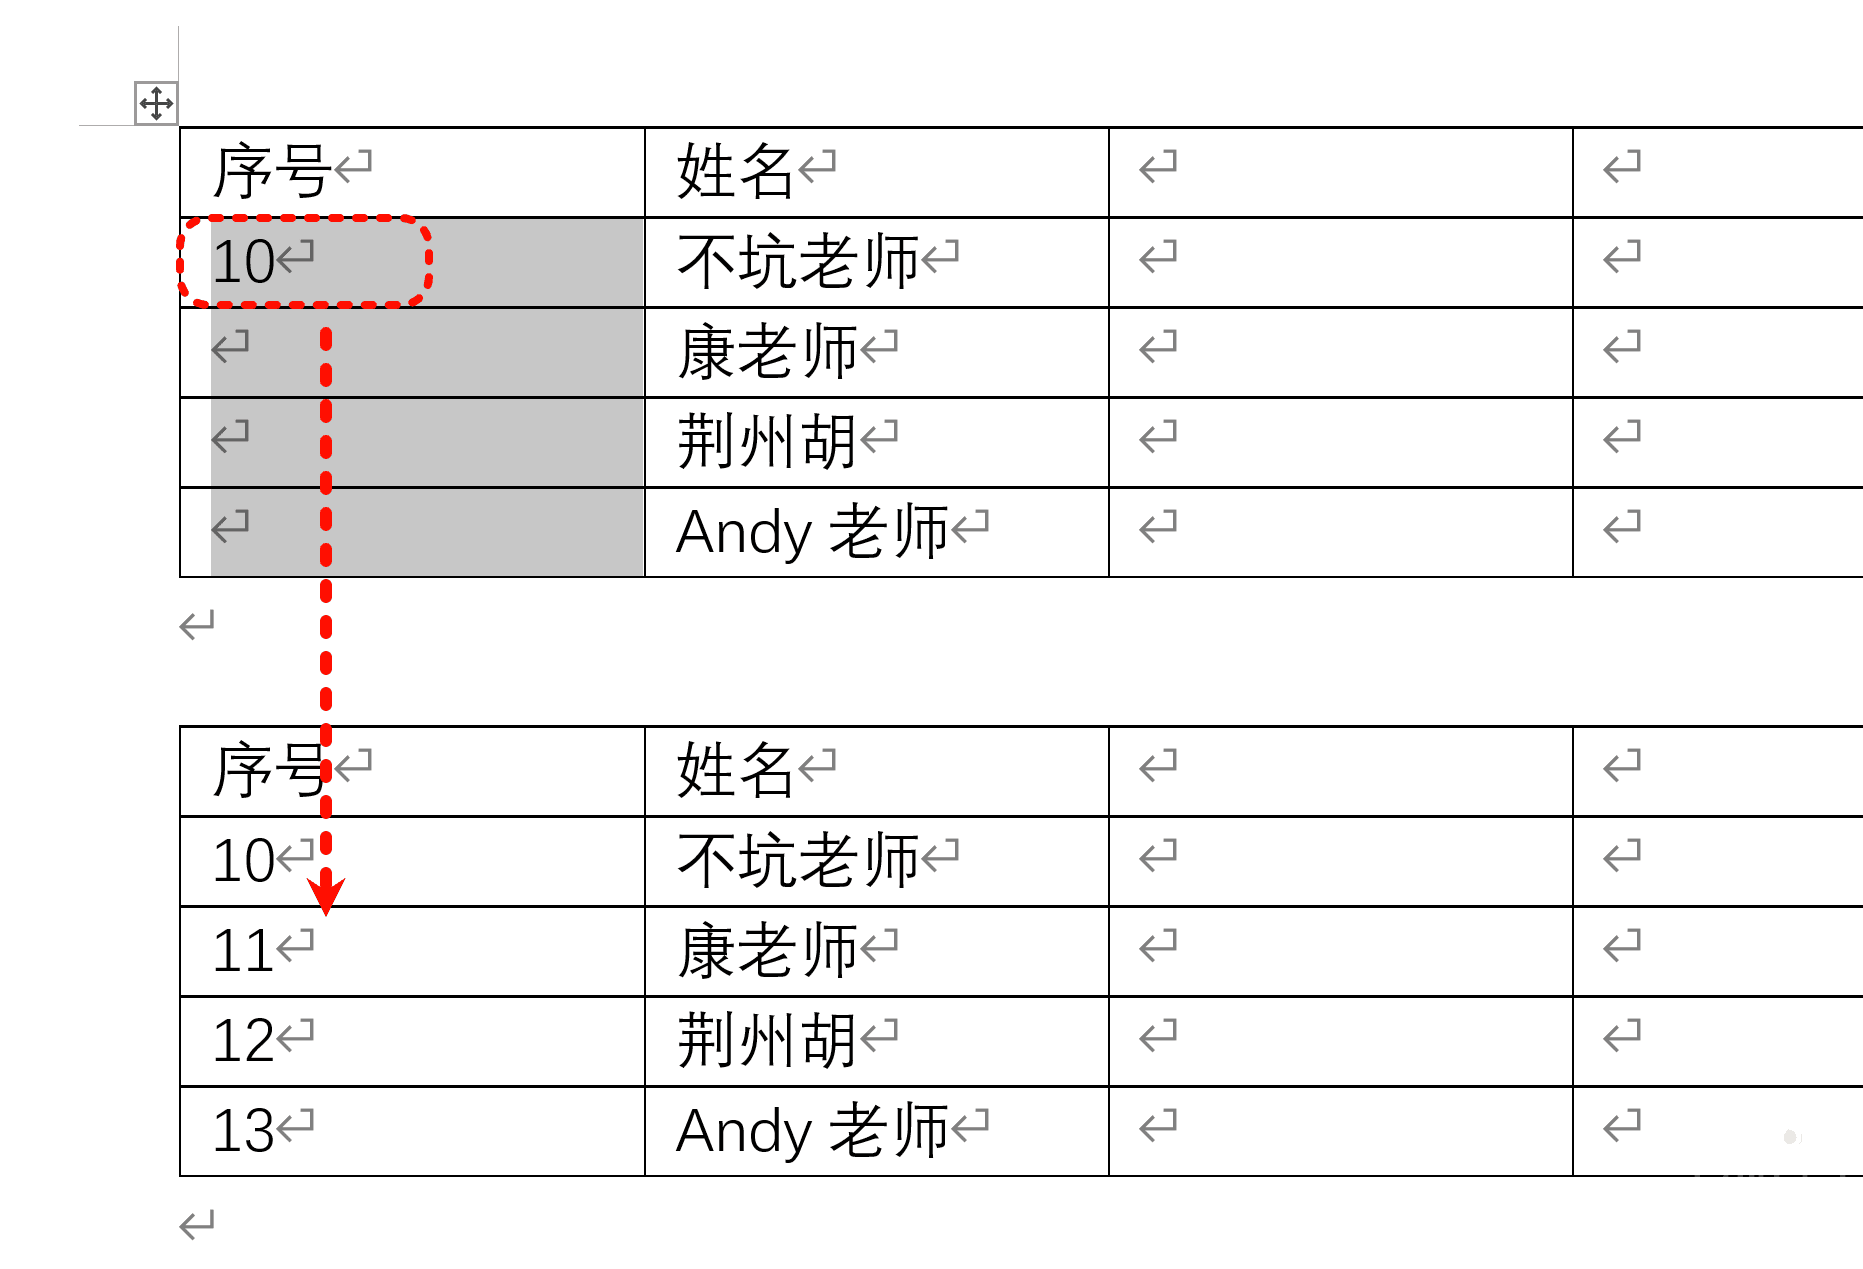 序号 姓名
10 不坑老师
康老师
荆州胡
Andy 老师
序号 姓名
10 不坑老师
11 康老师
12 荆州胡
13 Andy 老师